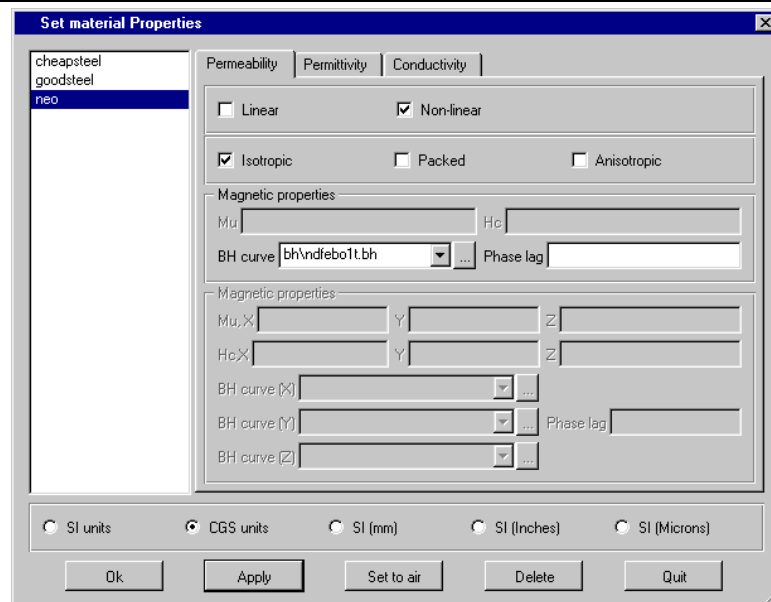 Set material Properties
cheapsteel
goodsteel
neo
Permeability Permittivity Conductivity
Linear Non-linear
Isotropic Packed Anisotropic
Magnetic properties
Mu Hc
BH curve bh\ndfebo1t.bh ... Phase lag
Magnetic properties
Mu, X Y Z
Hc,X Y Z
BH curve (X) ...
BH curve (Y) ... Phase lag
BH curve (Z) ...
SI units CGS units SI (mm) SI (Inches) SI (Microns)
Ok Apply Set to air Delete Quit